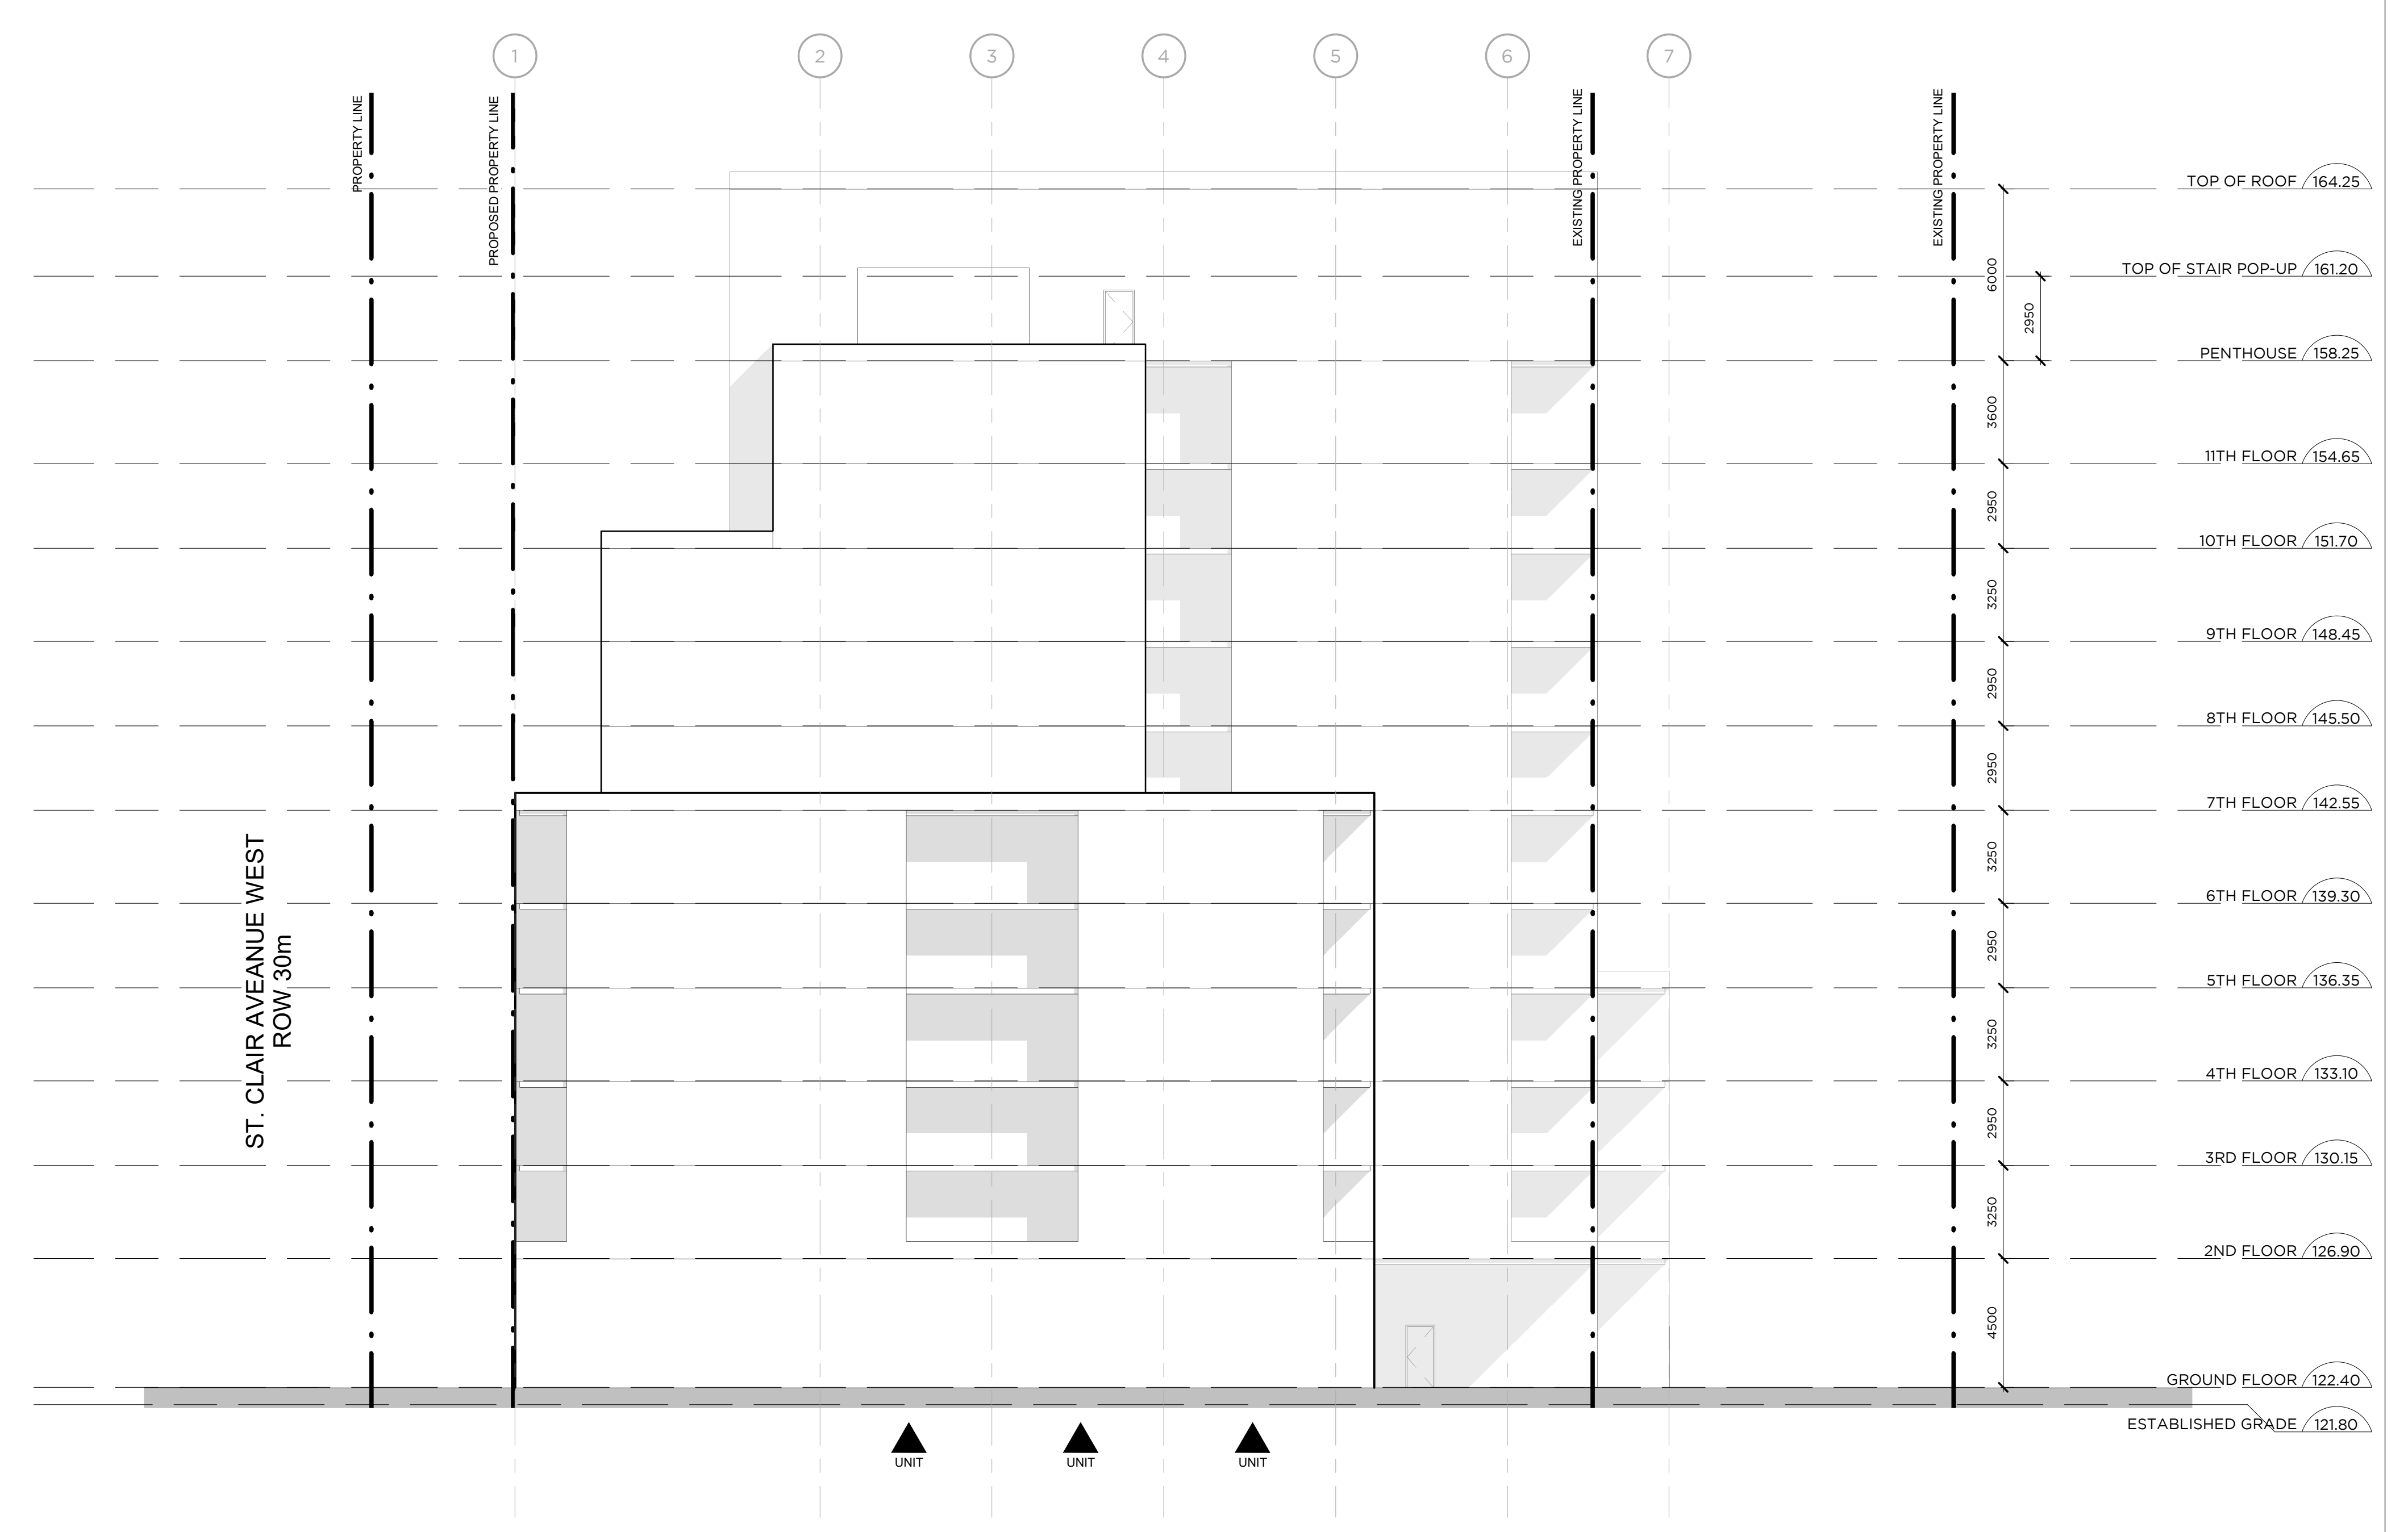 1 2 3 4 5 6 7
PROPERTY LINE
PROPOSED PROPERTY LINE
EXISTING PROPERTY LINE
EXISTING PROPERTY LINE
TOP OF ROOF 164.25
6000
TOP OF STAIR POP-UP 161.20
2950
PENTHOUSE 158.25
3600
11TH FLOOR 154.65
2950
10TH FLOOR 151.70
3250
9TH FLOOR 148.45
2950
8TH FLOOR 145.50
2950
7TH FLOOR 142.55
3250
6TH FLOOR 139.30
2950
5TH FLOOR 136.35
3250
4TH FLOOR 133.10
2950
3RD FLOOR 130.15
3250
2ND FLOOR 126.90
4500
GROUND FLOOR 122.40
ESTABLISHED GRADE 121.80
ST. CLAIR AVEANUE WEST
ROW 30m
UNIT UNIT UNIT